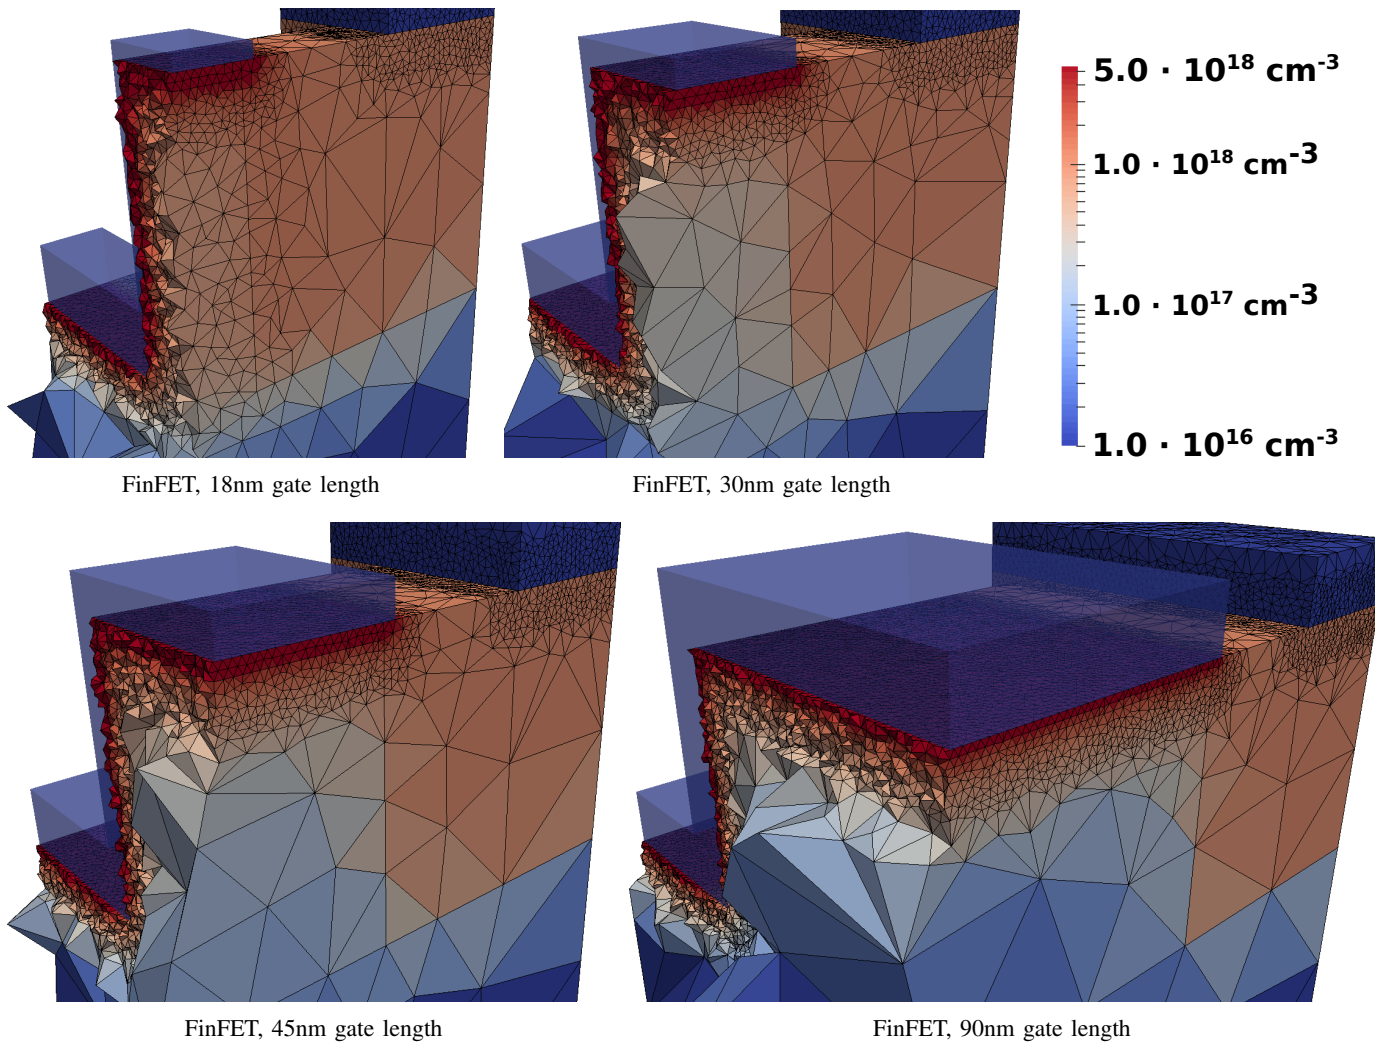 5.0 · 10¹⁸ cm⁻³
1.0 · 10¹⁸ cm⁻³
1.0 · 10¹⁷ cm⁻³
1.0 · 10¹⁶ cm⁻³
FinFET, 18nm gate length
FinFET, 30nm gate length
FinFET, 45nm gate length
FinFET, 90nm gate length